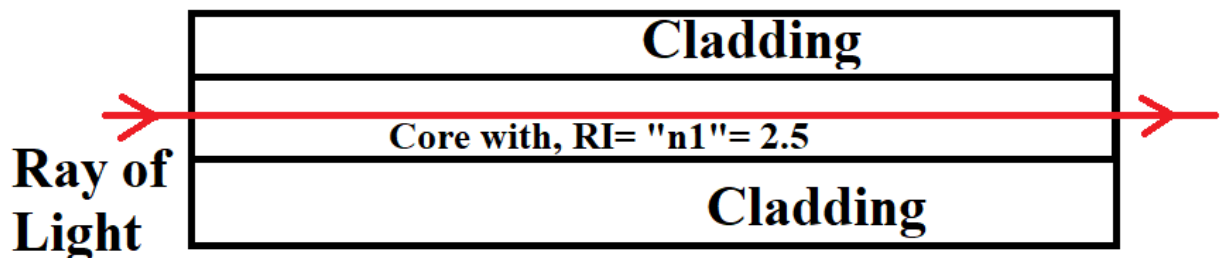 Cladding
Core with, RI= "n1"= 2.5
Ray of
Light
Cladding